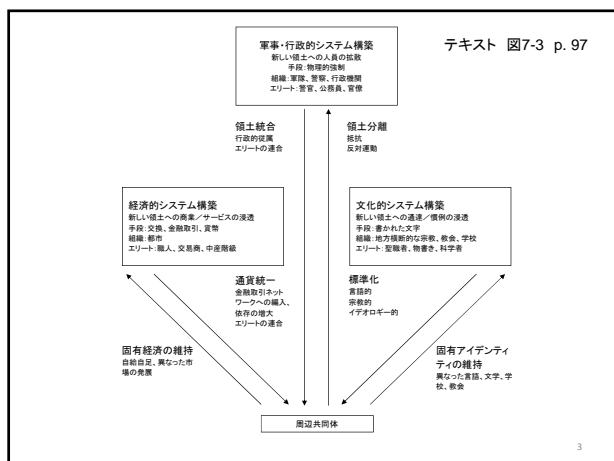 テキスト 図7-3 p. 97
軍事・行政的システム構築
新しい領土への人員の拡散
手段:物理的強制
組織:軍隊、警察、行政機関
エリート:警官、公務員、官僚
領土統合
行政的従属
エリートの連合
領土分離
抵抗
反対運動
経済的システム構築
新しい領土への商業/サービスの浸透
手段:交換、金融取引、貨幣
組織:都市
エリート:職人、交易商、中産階級
文化的システム構築
新しい領土への通達/慣例の浸透
手段:書かれた文字
組織:地方横断的な宗教、教会、学校
エリート:聖職者、物書き、科学者
通貨統一
金融取引ネット
ワークへの編入、
依存の増大
エリートの連合
標準化
言語的
宗教的
イデオロギー的
固有経済の維持
自給自足、異なった市
場の発展
固有アイデンティ
ティの維持
異なった言語、文学、学
校、教会
周辺共同体
3